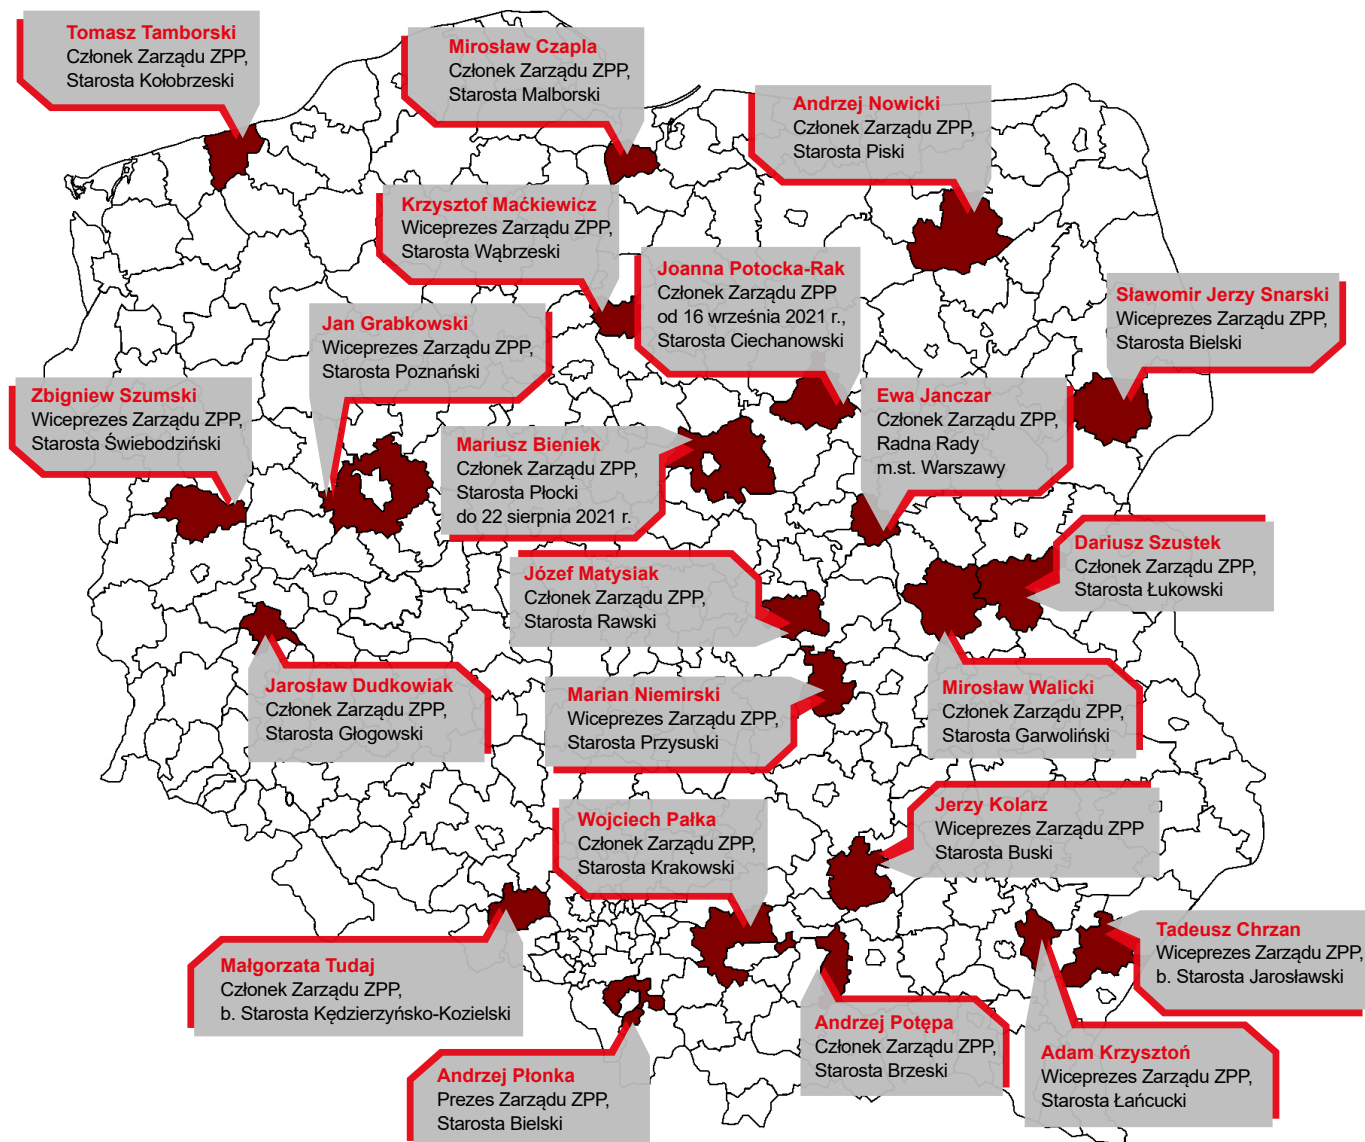 Tomasz Tamborski
Członek Zarządu ZPP,
Starosta Kołobrzeski
Mirosław Czapla
Członek Zarządu ZPP,
Starosta Malborski
Andrzej Nowicki
Członek Zarządu ZPP,
Starosta Piski
Krzysztof Maćkiewicz
Wiceprezes Zarządu ZPP,
Starosta Wąbrzeski
Joanna Potocka-Rak
Członek Zarządu ZPP
od 16 września 2021 r.,
Starosta Ciechanowski
Sławomir Jerzy Snarski
Wiceprezes Zarządu ZPP,
Starosta Bielski
Jan Grabkowski
Wiceprezes Zarządu ZPP,
Starosta Poznański
Zbigniew Szumski
Wiceprezes Zarządu ZPP,
Starosta Świebodziński
Ewa Janczar
Członek Zarządu ZPP,
Radna Rady
m.st. Warszawy
Mariusz Bieniek
Członek Zarządu ZPP,
Starosta Płocki
do 22 sierpnia 2021 r.
Dariusz Szustek
Członek Zarządu ZPP,
Starosta Łukowski
Józef Matysiak
Członek Zarządu ZPP,
Starosta Rawski
Jarosław Dudkowiak
Członek Zarządu ZPP,
Starosta Głogowski
Marian Niemirski
Wiceprezes Zarządu ZPP,
Starosta Przysuski
Mirosław Walicki
Członek Zarządu ZPP,
Starosta Garwoliński
Wojciech Pałka
Członek Zarządu ZPP,
Starosta Krakowski
Jerzy Kolarz
Wiceprezes Zarządu ZPP
Starosta Buski
Małgorzata Tudaj
Członek Zarządu ZPP,
b. Starosta Kędzierzyńsko-Kozielski
Tadeusz Chrzan
Wiceprezes Zarządu ZPP,
b. Starosta Jarosławski
Andrzej Potępa
Członek Zarządu ZPP,
Starosta Brzeski
Adam Krzysztoń
Wiceprezes Zarządu ZPP,
Starosta Łańcucki
Andrzej Płonka
Prezes Zarządu ZPP,
Starosta Bielski